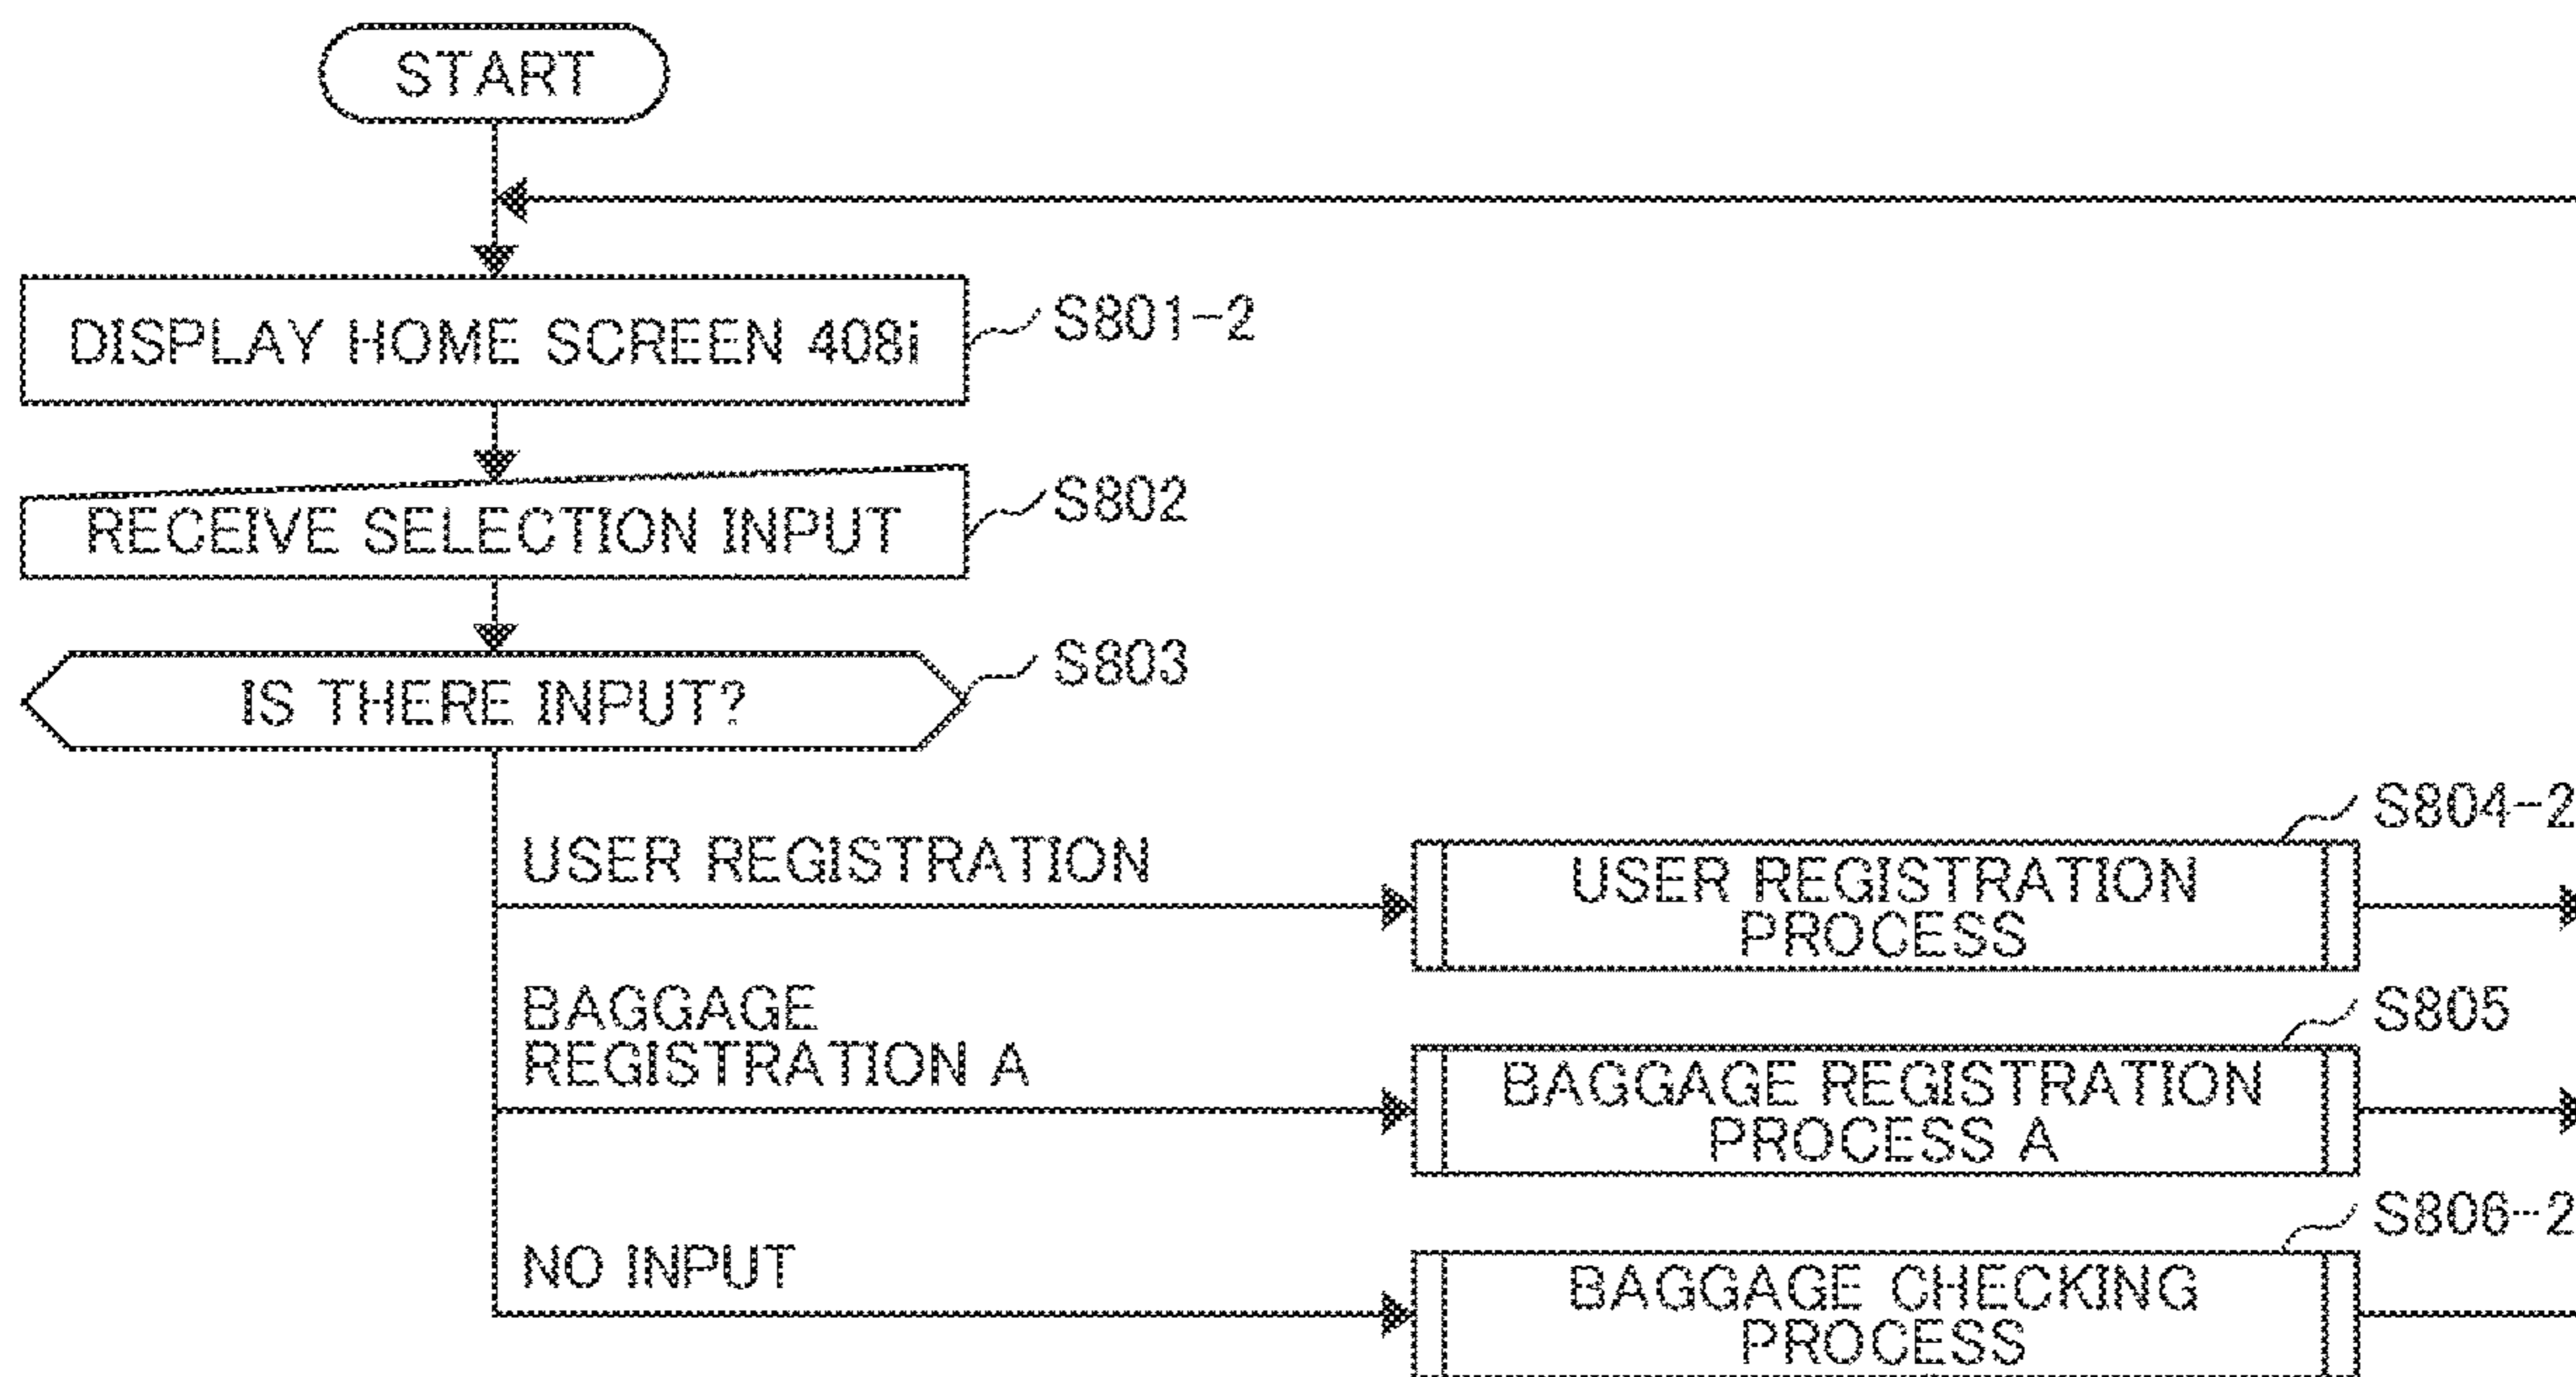 START
DISPLAY HOME SCREEN 408i
S801-2
RECEIVE SELECTION INPUT
S802
IS THERE INPUT?
S803
USER REGISTRATION
S804-2
USER REGISTRATION
PROCESS
BAGGAGE
REGISTRATION A
S805
BAGGAGE REGISTRATION
PROCESS A
NO INPUT
S806-2
BAGGAGE CHECKING
PROCESS